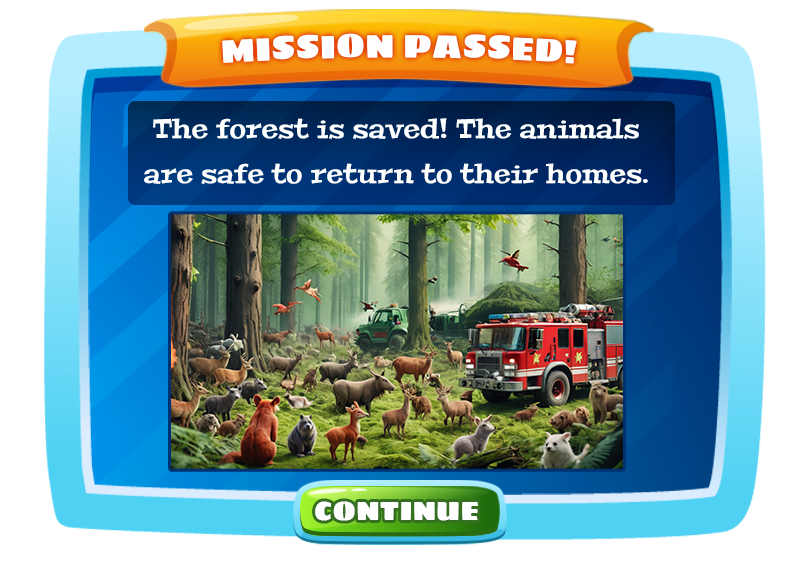 MISSION PASSED!
The forest is saved! The animals
are safe to return to their homes.
CONTINUE